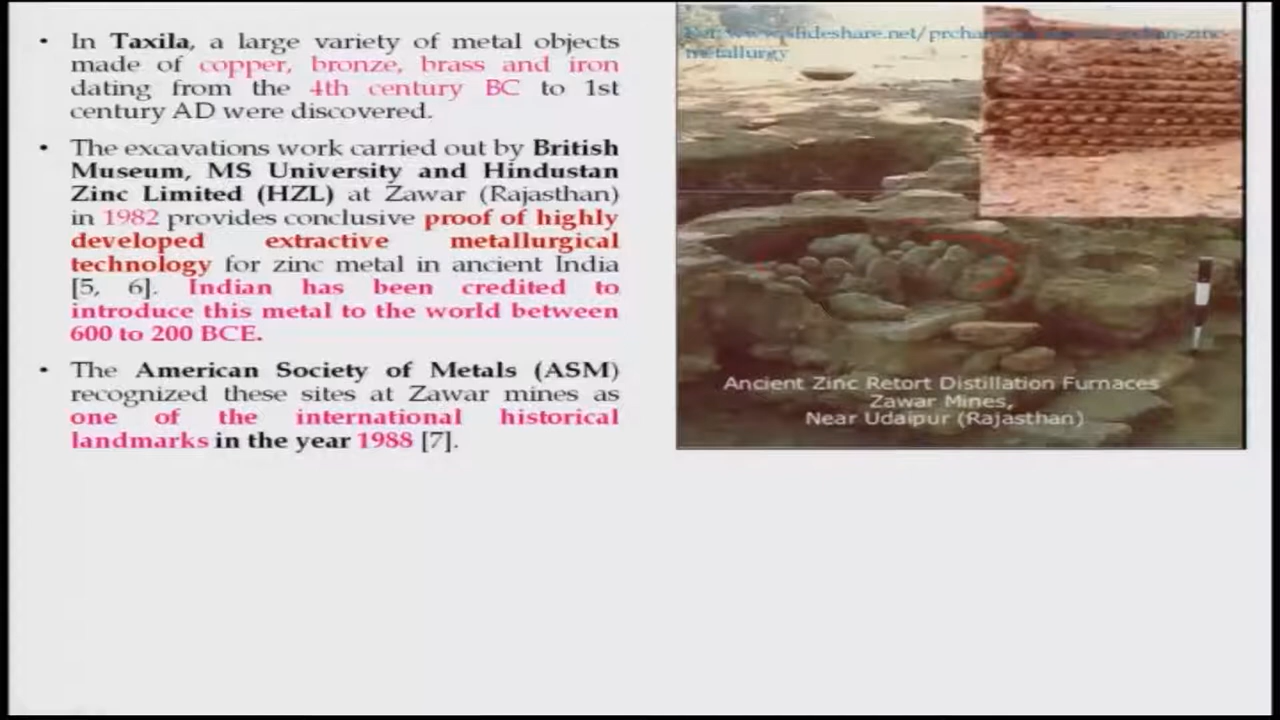 • In Taxila, a large variety of metal objects
made of copper, bronze, brass and iron
dating from the 4th century BC to 1st
century AD were discovered.
• The excavations work carried out by British
Museum, MS University and Hindustan
Zinc Limited (HZL) at Zawar (Rajasthan)
in 1982 provides conclusive proof of highly
developed extractive metallurgical
technology for zinc metal in ancient India
[5, 6]. Indian has been credited to
introduce this metal to the world between
600 to 200 BCE.
• The American Society of Metals (ASM)
recognized these sites at Zawar mines as
one of the international historical
landmarks in the year 1988 [7].
metallurgy
Ancient Zinc Retort Distillation Furnaces
Zawar Mines,
Near Udaipur (Rajasthan)